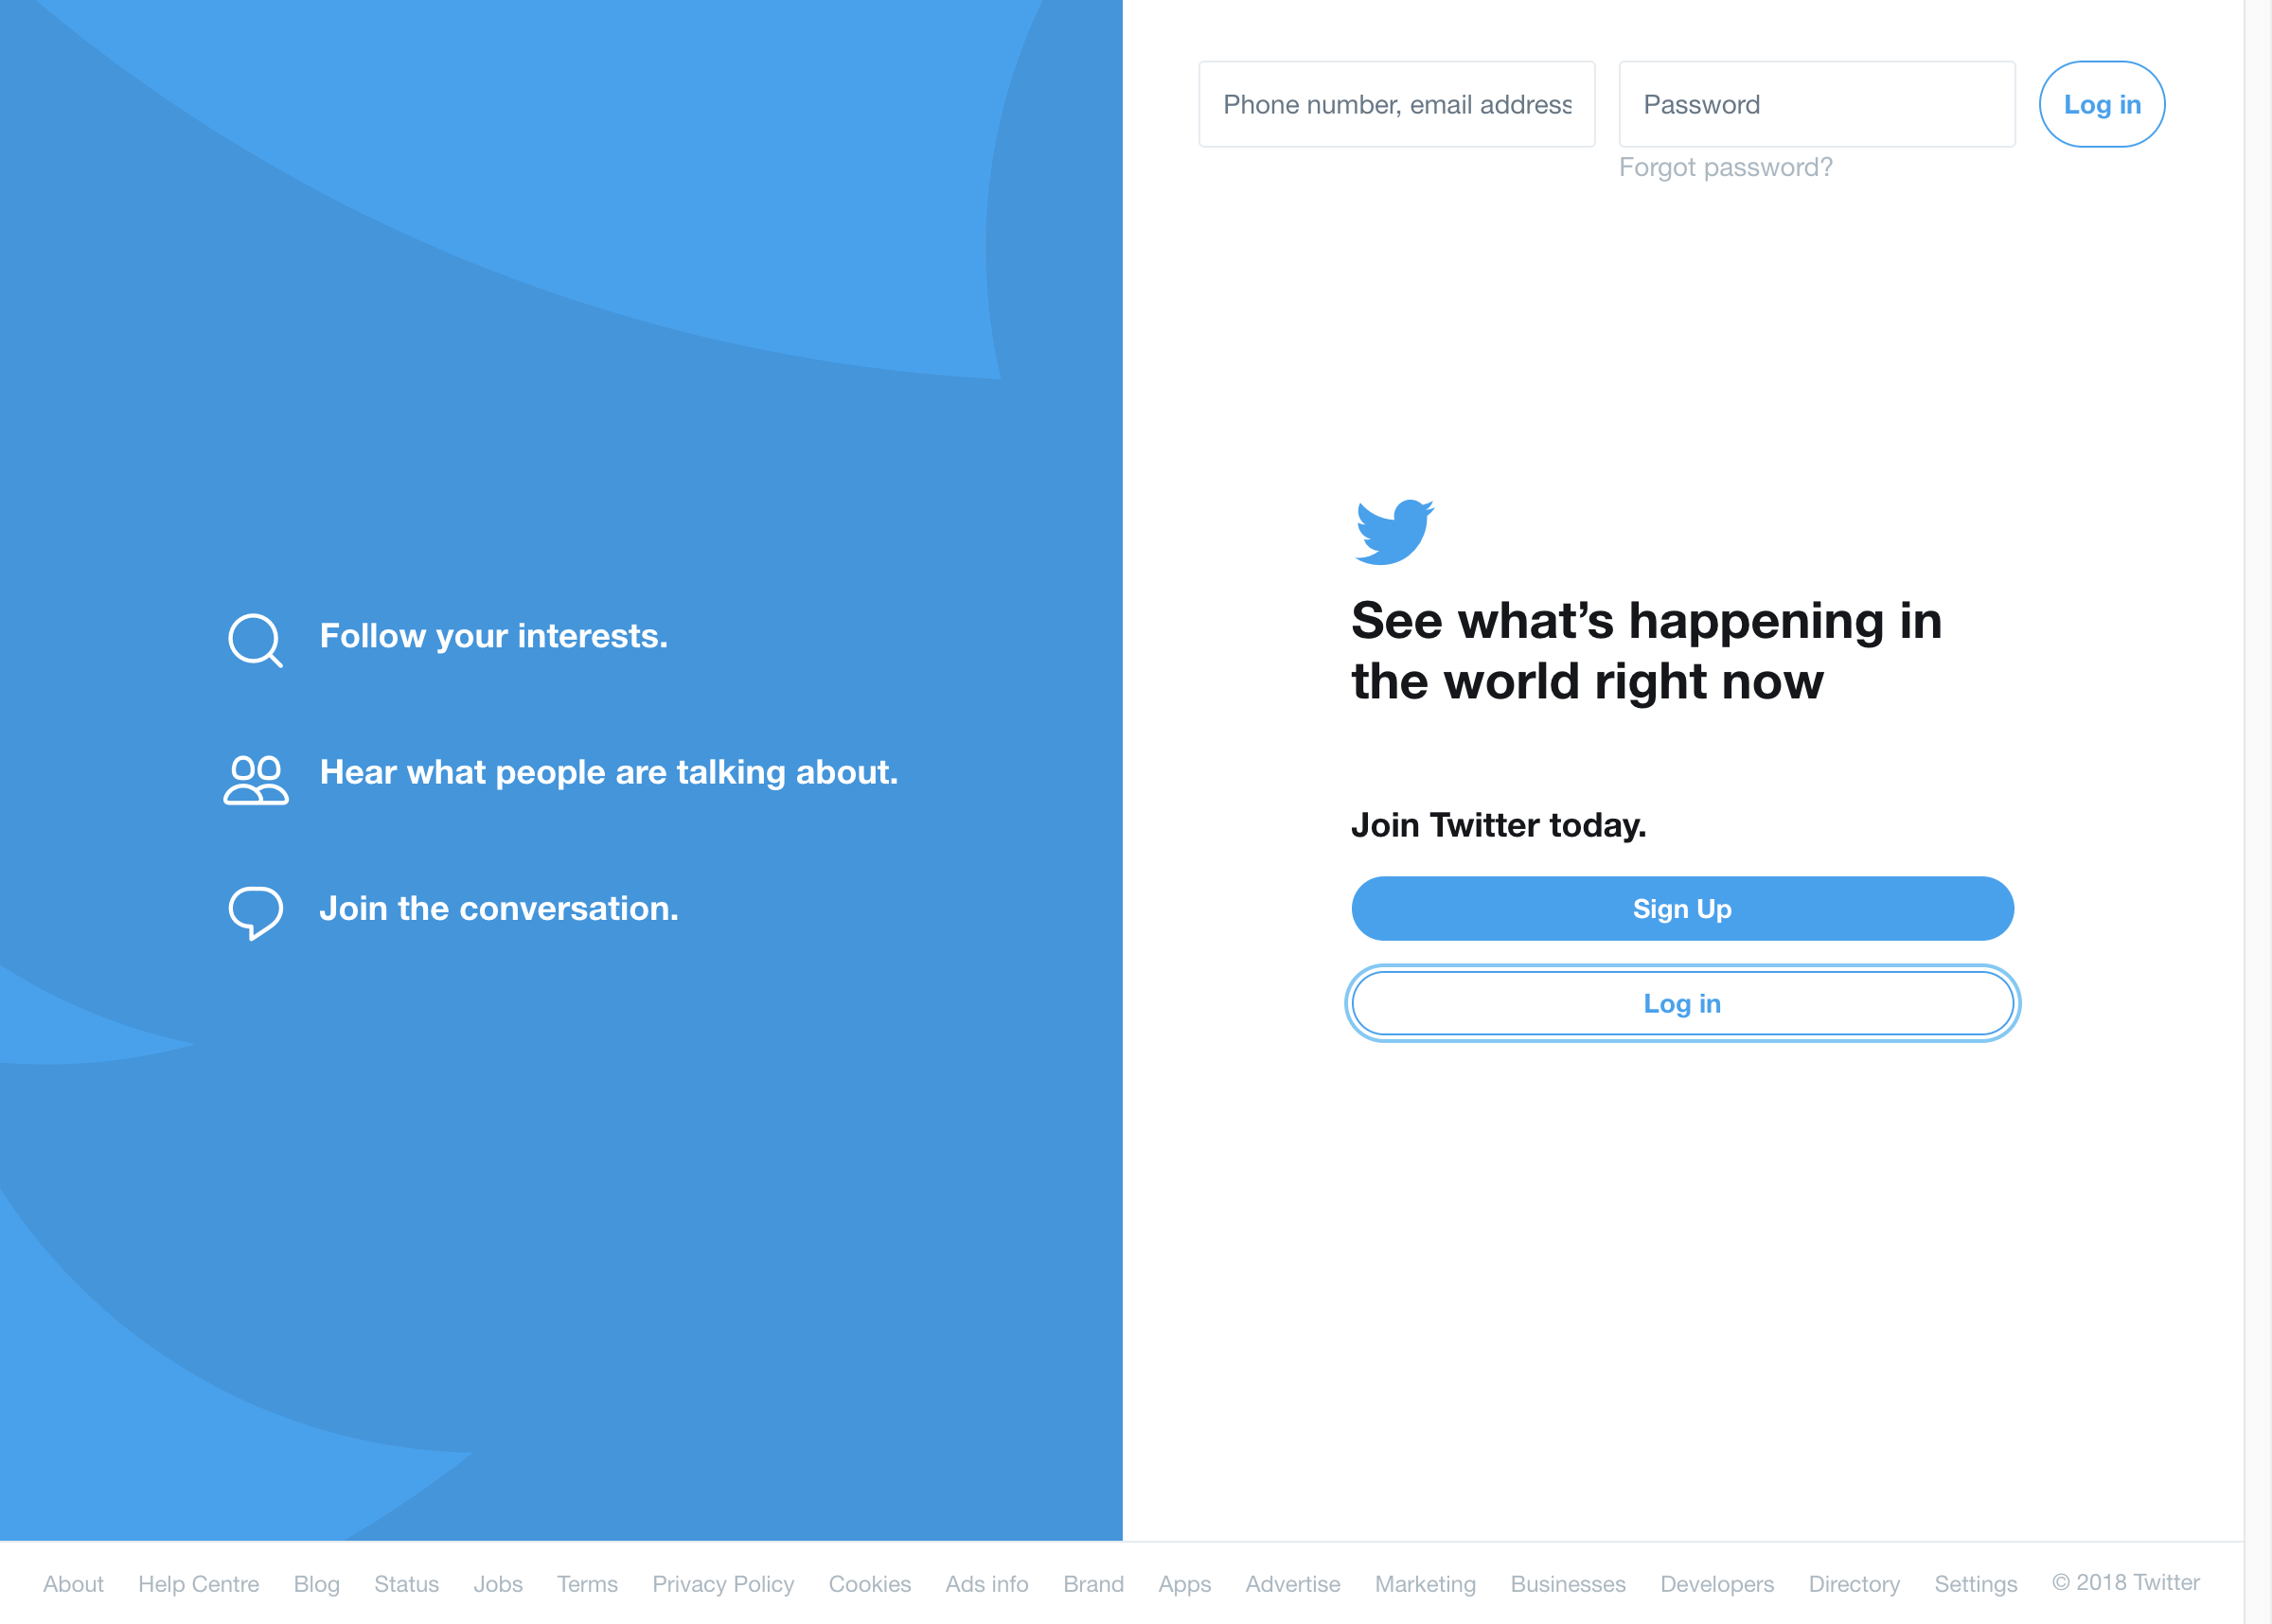 Phone number, email address
Password
Log in
Forgot password?
Follow your interests.
Hear what people are talking about.
Join the conversation.
See what’s happening in
the world right now
Join Twitter today.
Sign Up
Log in
About Help Centre Blog Status Jobs Terms Privacy Policy Cookies Ads info Brand Apps Advertise Marketing Businesses Developers Directory Settings © 2018 Twitter